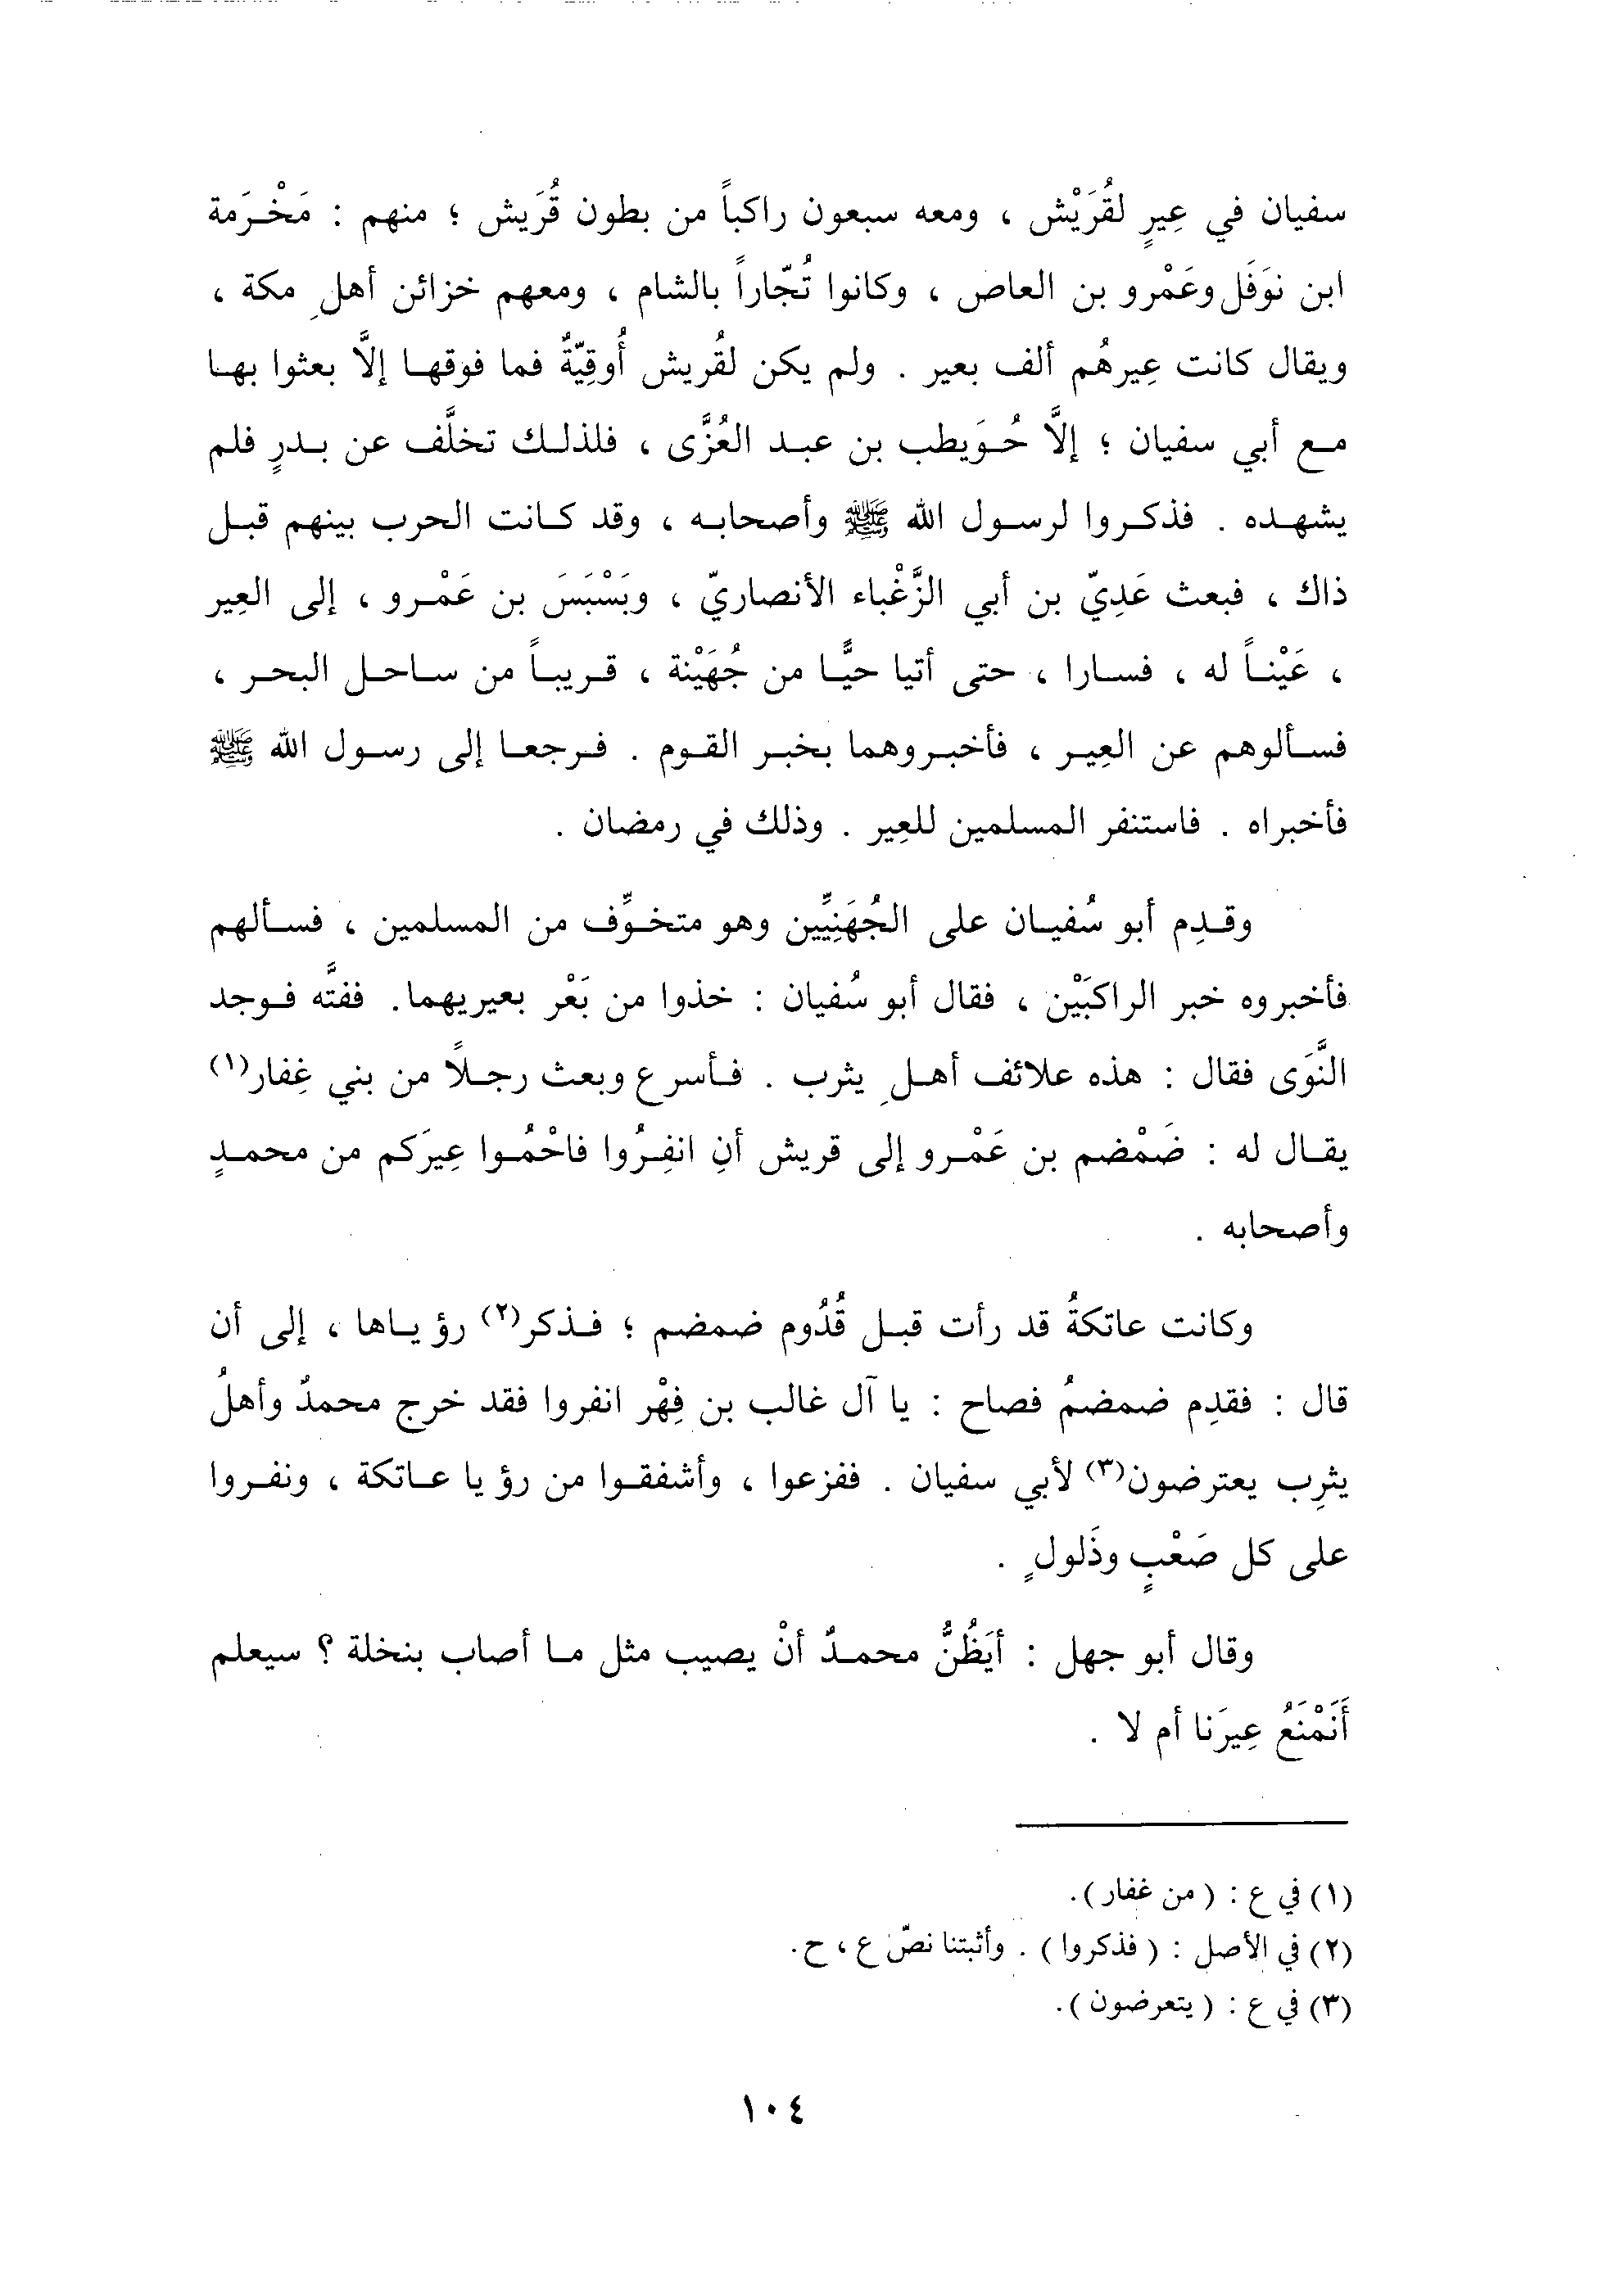 سفيان في عِيرٍ لقُرَيْش ، ومعه سبعون راكباً من بطون قُرَيش ؛ منهم : مَخْرَمة
ابن نوَفَل وعَمْرو بن العاص ، وكانوا تُجّاراً بالشام ، ومعهم خزائن أهلِ مكة ،
ويقال كانت عِيرهُم ألف بعير . ولم يكن لقُريش أُوقِيّةٌ فما فوقها إلاَّ بعثوا بها
مع أبي سفيان ؛ إلاَّ حُوَيطب بن عبد العُزَّى ، فلذلك تخلَّف عن بدرٍ فلم
يشهده . فذكروا لرسول الله ﷺ وأصحابه ، وقد كانت الحرب بينهم قبل
ذاك ، فبعث عَدِيّ بن أبي الزَّغْباء الأنصاريّ ، وبَسْبَسَ بن عَمْرو ، إلى العِير
، عَيْناً له ، فسارا ، حتى أتيا حيًّا من جُهَيْنة ، قريباً من ساحل البحر ،
فسألوهم عن العِير ، فأخبروهما بخبر القوم . فرجعا إلى رسول الله ﷺ
فأخبراه . فاستنفر المسلمين للعِير . وذلك في رمضان .
وقدِم أبو سُفيان على الجُهَنِيِّين وهو متخوِّف من المسلمين ، فسألهم
فأخبروه خبر الراكبَيْن ، فقال أبو سُفيان : خذوا من بَعْر بعيريهما. ففتَّه فوجد
النَّوَى فقال : هذه علائف أهلِ يثرب . فأسرع وبعث رجلاً من بني غِفار(١)
يقال له : ضَمْضم بن عَمْرو إلى قريش أنِ انفِرُوا فاحْمُوا عِيرَكم من محمدٍ
وأصحابه .
وكانت عاتكةُ قد رأت قبل قُدُوم ضمضم ؛ فذكر(٢) رؤياها ، إلى أن
قال : فقدِم ضمضمُ فصاح : يا آل غالب بن فِهْر انفروا فقد خرج محمدٌ وأهلُ
يثرِب يعترضون(٣) لأبي سفيان . ففزعوا ، وأشفقوا من رؤيا عاتكة ، ونفروا
على كل صَعْبٍ وذَلولٍ .
وقال أبو جهل : أيَظُنُّ محمدٌ أنْ يصيب مثل ما أصاب بنخلة ؟ سيعلم
أَنَمْنَعُ عِيرَنا أم لا .
(١) في ع : ( من غفار ).
(٢) في الأصل : ( فذكروا ) . وأثبتنا نصّ ع ، ح.
(٣) في ع : ( يتعرضون ).
١٠٤